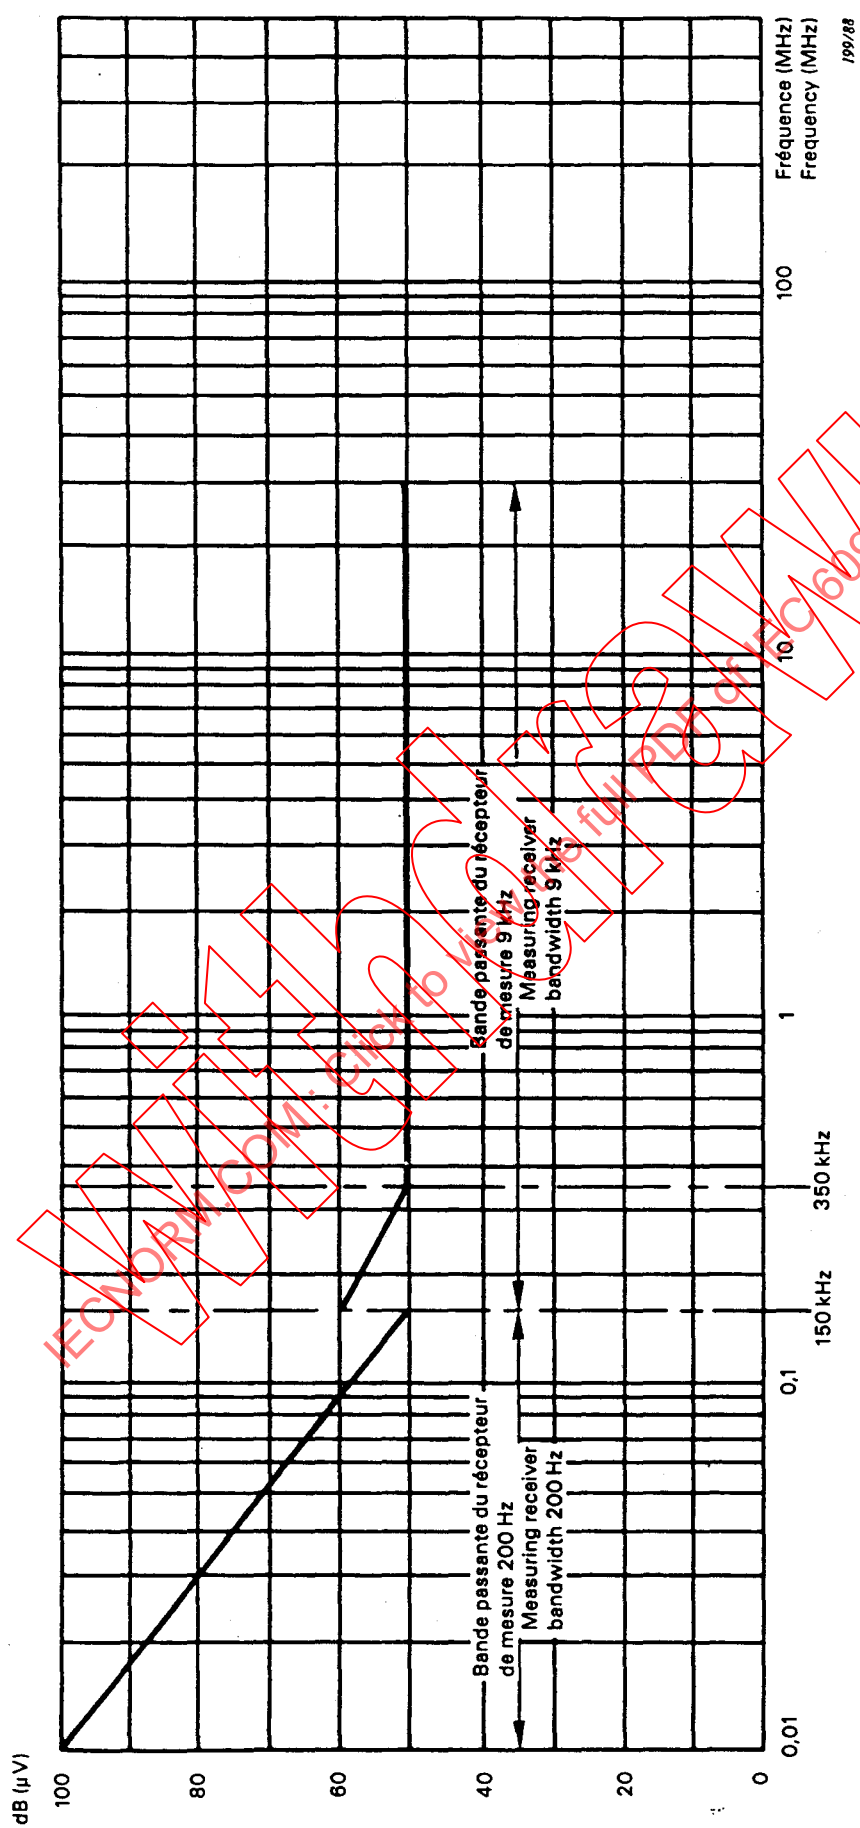 dB (μV)
100
80
60
40
20
0
0,01
0,1
150 kHz
350 kHz
1
10
100
Fréquence (MHz)
Frequency (MHz)
Bande passante du récepteur
de mesure 200 Hz
Measuring receiver
bandwidth 200 Hz
Bande passante du récepteur
de mesure 9 kHz
Measuring receiver
bandwidth 9 kHz
199/88
IECNORM.COM : Click to view the full PDF of IEC 609
Withdraw